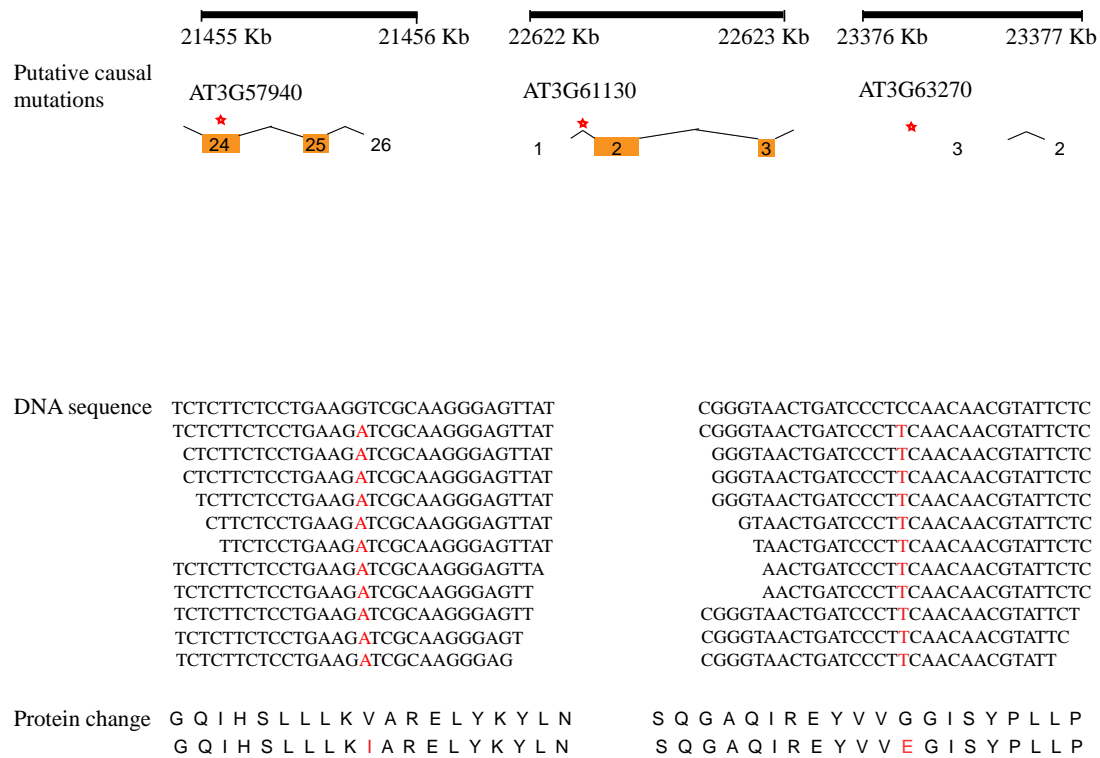 21455 Kb 21456 Kb 22622 Kb 22623 Kb 23376 Kb 23377 Kb
Putative causal
mutations
AT3G57940 AT3G61130 AT3G63270
24 25 26 1 2 3 3 2
DNA sequence TCTCTTCTCCTGAAGGTCGCAAGGGAGTTAT CGGGTAACTGATCCCTCCAACAACGTATTCTC
TCTCTTCTCCTGAAGATCGCAAGGGAGTTAT CGGGTAACTGATCCCTTCAACAACGTATTCTC
CTCTTCTCCTGAAGATCGCAAGGGAGTTAT GGGTAACTGATCCCTTCAACAACGTATTCTC
CTCTTCTCCTGAAGATCGCAAGGGAGTTAT GGGTAACTGATCCCTTCAACAACGTATTCTC
TCTTCTCCTGAAGATCGCAAGGGAGTTAT GGGTAACTGATCCCTTCAACAACGTATTCTC
CTTCTCCTGAAGATCGCAAGGGAGTTAT GTAACTGATCCCTTCAACAACGTATTCTC
TTCTCCTGAAGATCGCAAGGGAGTTAT TAACTGATCCCTTCAACAACGTATTCTC
TCTCTTCTCCTGAAGATCGCAAGGGAGTTA AACTGATCCCTTCAACAACGTATTCTC
TCTCTTCTCCTGAAGATCGCAAGGGAGTT AACTGATCCCTTCAACAACGTATTCTC
TCTCTTCTCCTGAAGATCGCAAGGGAGTT CGGGTAACTGATCCCTTCAACAACGTATTCT
TCTCTTCTCCTGAAGATCGCAAGGGAGT CGGGTAACTGATCCCTTCAACAACGTATTC
TCTCTTCTCCTGAAGATCGCAAGGGAG CGGGTAACTGATCCCTTCAACAACGTATT
Protein change G Q I H S L L L K V A R E L Y K Y L N S Q G A Q I R E Y V V G G I S Y P L L P
G Q I H S L L L K I A R E L Y K Y L N S Q G A Q I R E Y V V E G I S Y P L L P